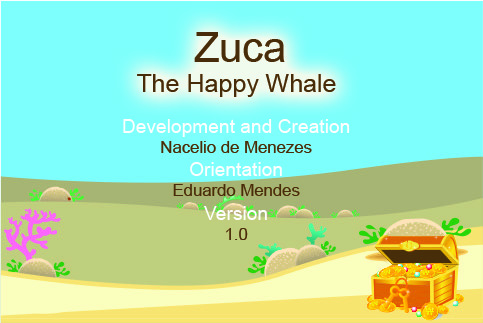 Zuca
The Happy Whale
Development and Creation
Nacelio de Menezes
Orientation
Eduardo Mendes
Version
1.0